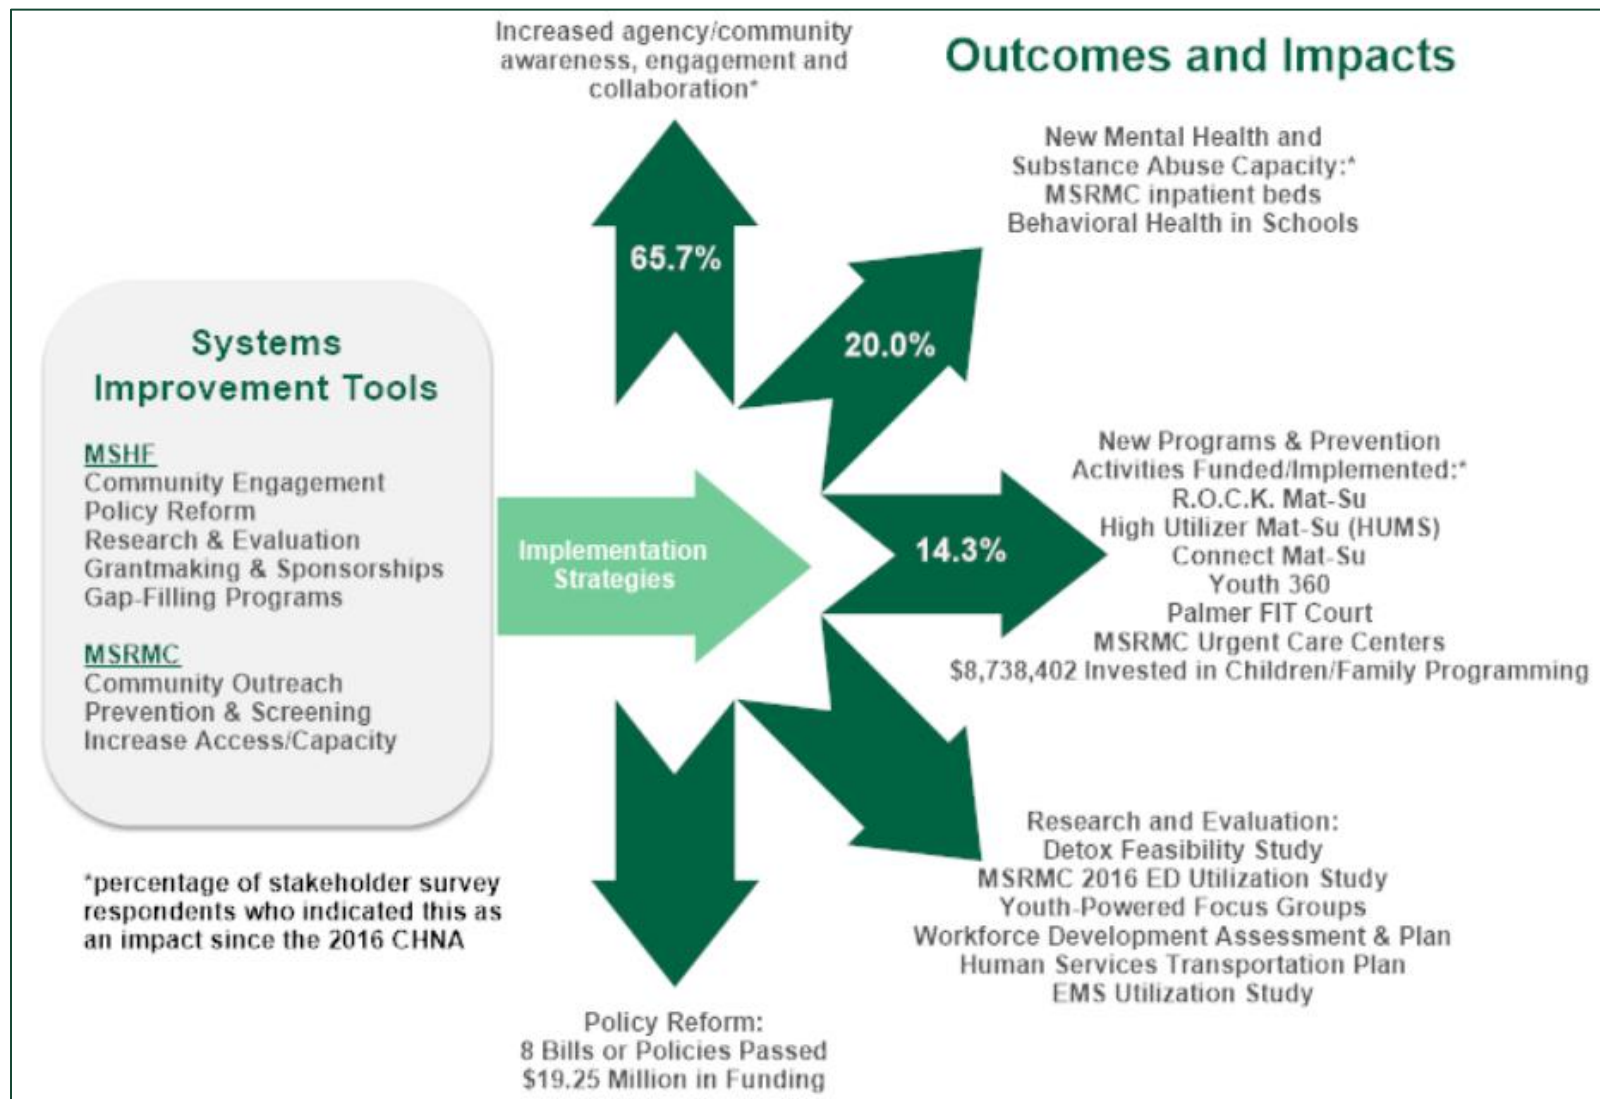 Increased agency/community
awareness, engagement and
collaboration*
Outcomes and Impacts
New Mental Health and
Substance Abuse Capacity:*
MSRMC inpatient beds
Behavioral Health in Schools
65.7%
20.0%
Systems
Improvement Tools
MSHF
Community Engagement
Policy Reform
Research & Evaluation
Grantmaking & Sponsorships
Gap-Filling Programs
MSRMC
Community Outreach
Prevention & Screening
Increase Access/Capacity
Implementation
Strategies
14.3%
New Programs & Prevention
Activities Funded/Implemented:*
R.O.C.K. Mat-Su
High Utilizer Mat-Su (HUMS)
Connect Mat-Su
Youth 360
Palmer FIT Court
MSRMC Urgent Care Centers
$8,738,402 Invested in Children/Family Programming
*percentage of stakeholder survey
respondents who indicated this as
an impact since the 2016 CHNA
Research and Evaluation:
Detox Feasibility Study
MSRMC 2016 ED Utilization Study
Youth-Powered Focus Groups
Workforce Development Assessment & Plan
Human Services Transportation Plan
EMS Utilization Study
Policy Reform:
8 Bills or Policies Passed
$19.25 Million in Funding